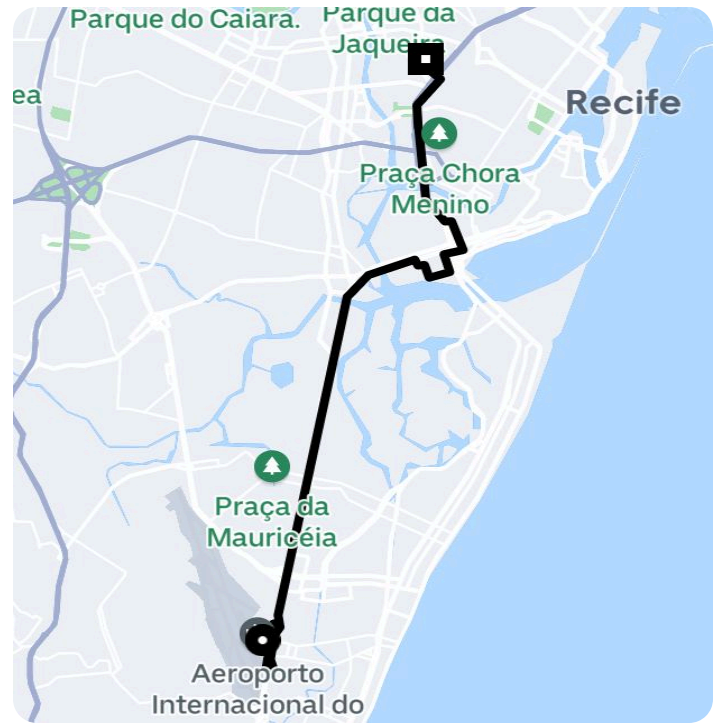 Parque do Caiara.
Parque da
Jaqueira
ea
Recife
Praça Chora
Menino
Praça da
Mauricéia
Aeroporto
Internacional do